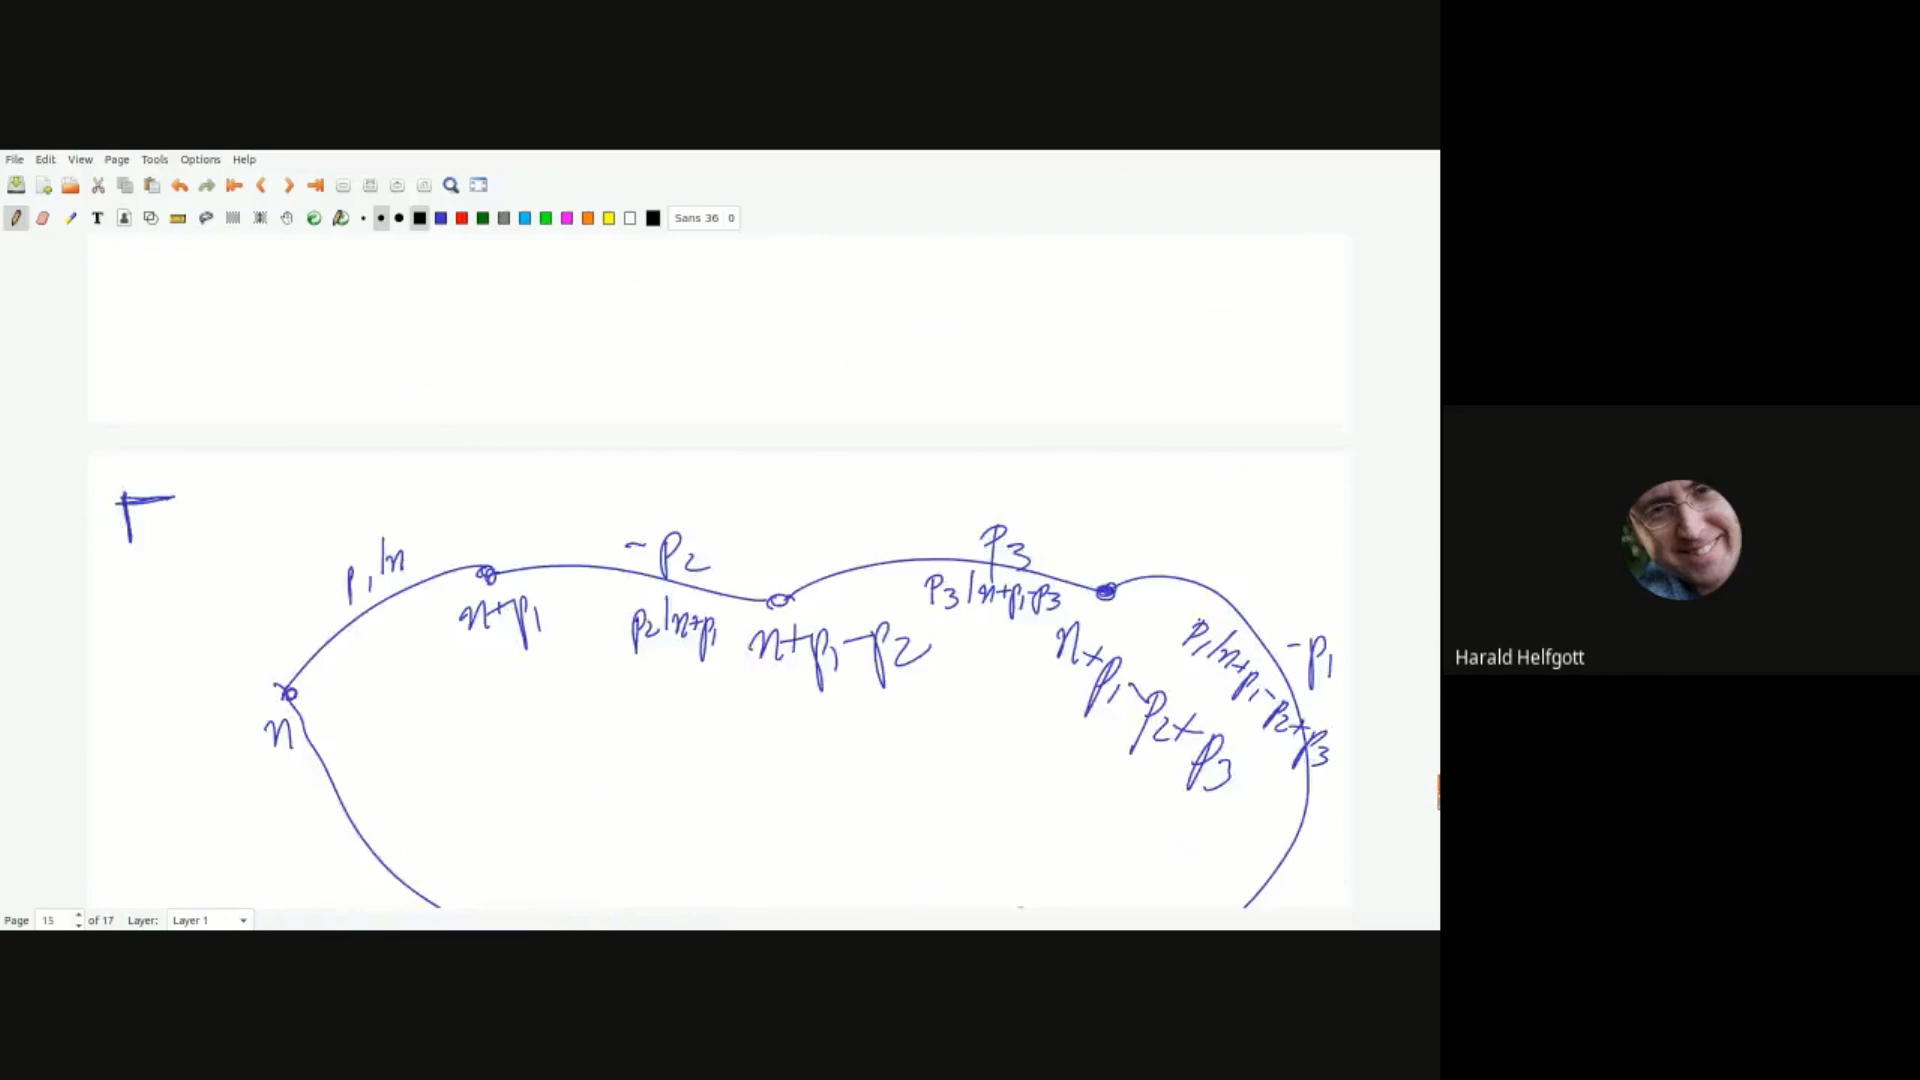 File Edit View Page Tools Options Help
Sans 36 0
Γ
p₁|n
n
n+p₁
-p₂
p₂|n+p₁
n+p₁-p₂
p₃
p₃|n+p₁-p₃
n+p₁-p₂+p₃
-p₁
p₁|n+p₁-p₂+p₃
Page 15 of 17 Layer: Layer 1
Harald Helfgott